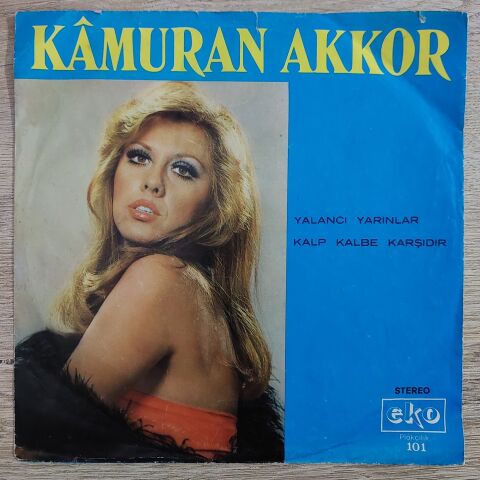 KÂMURAN AKKOR
YALANCI YARINLAR
KALP KALBE KARŞIDIR
STEREO
eko
Plakçılık
101